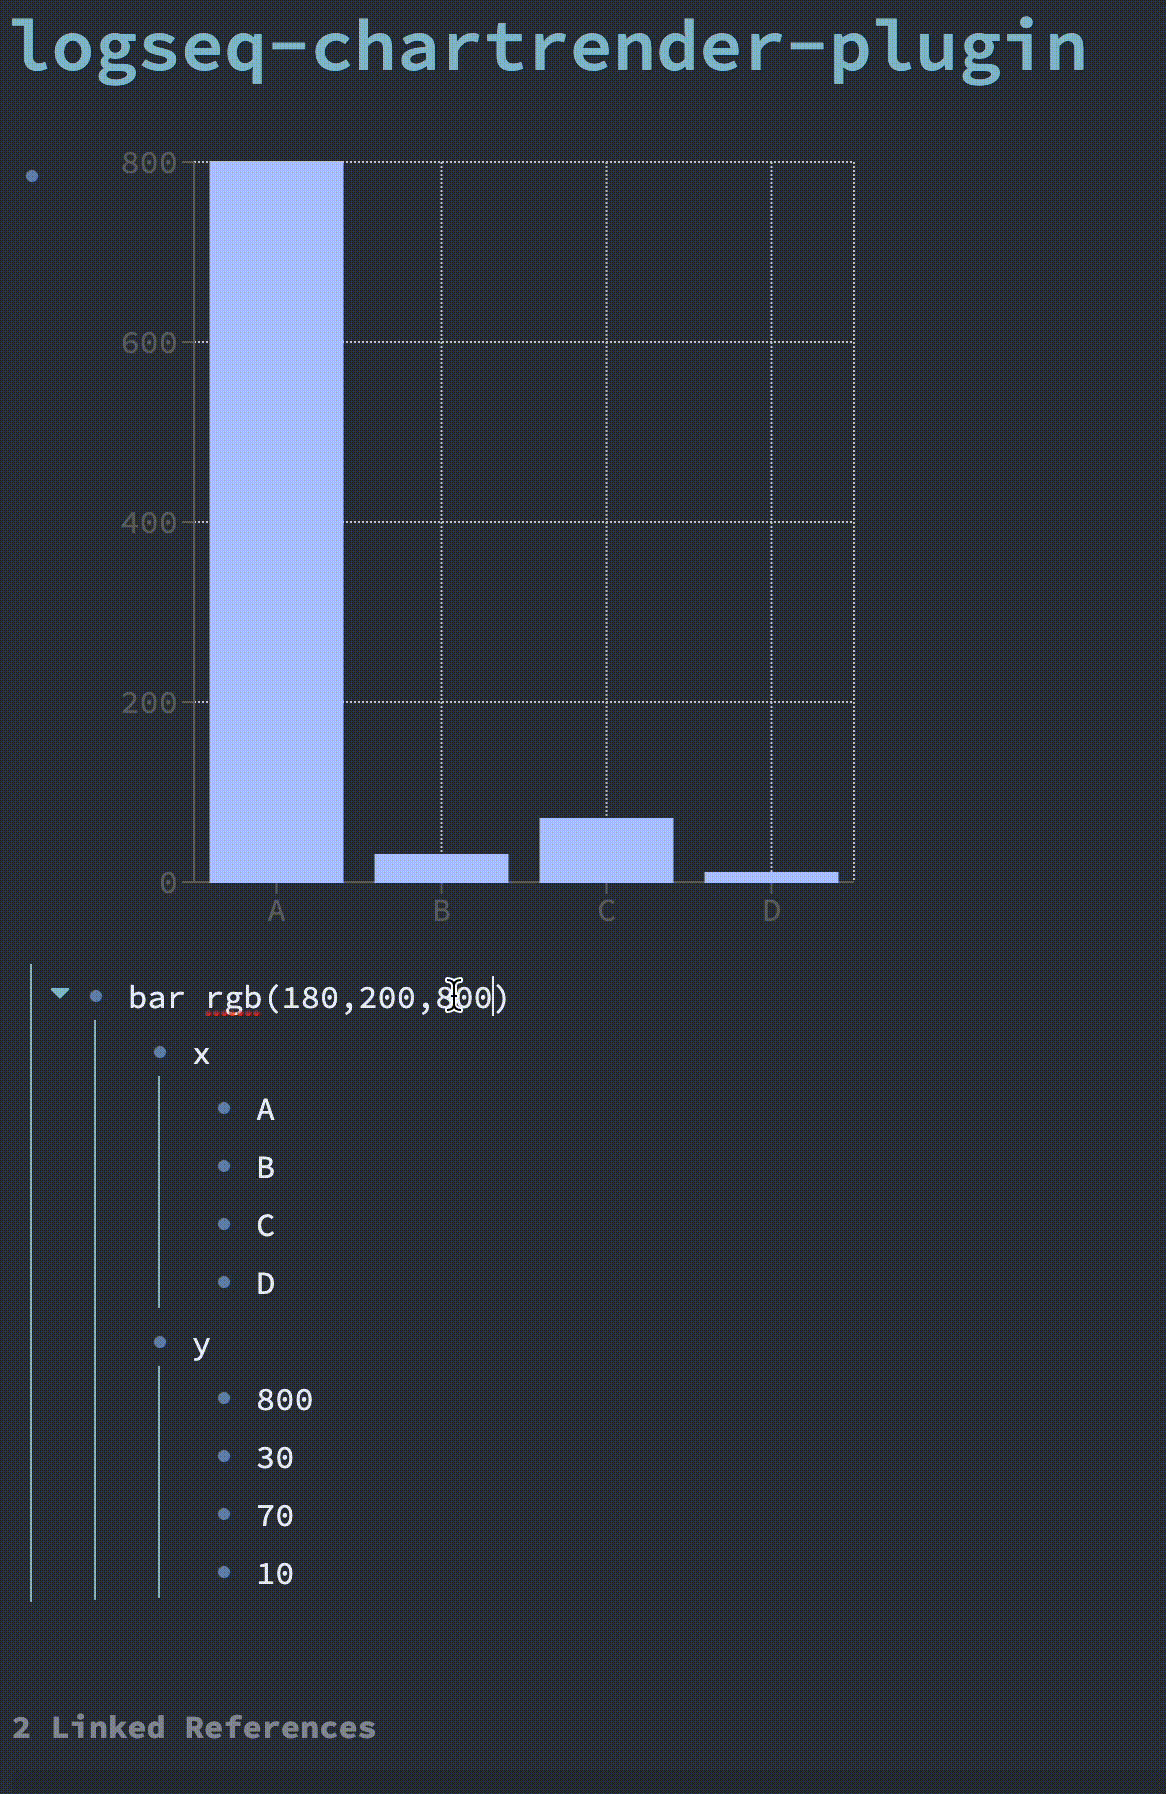 logseq-chartrender-plugin
800
600
400
200
0
A B C D
bar rgb(180,200,800)
x
A
B
C
D
y
800
30
70
10
2 Linked References